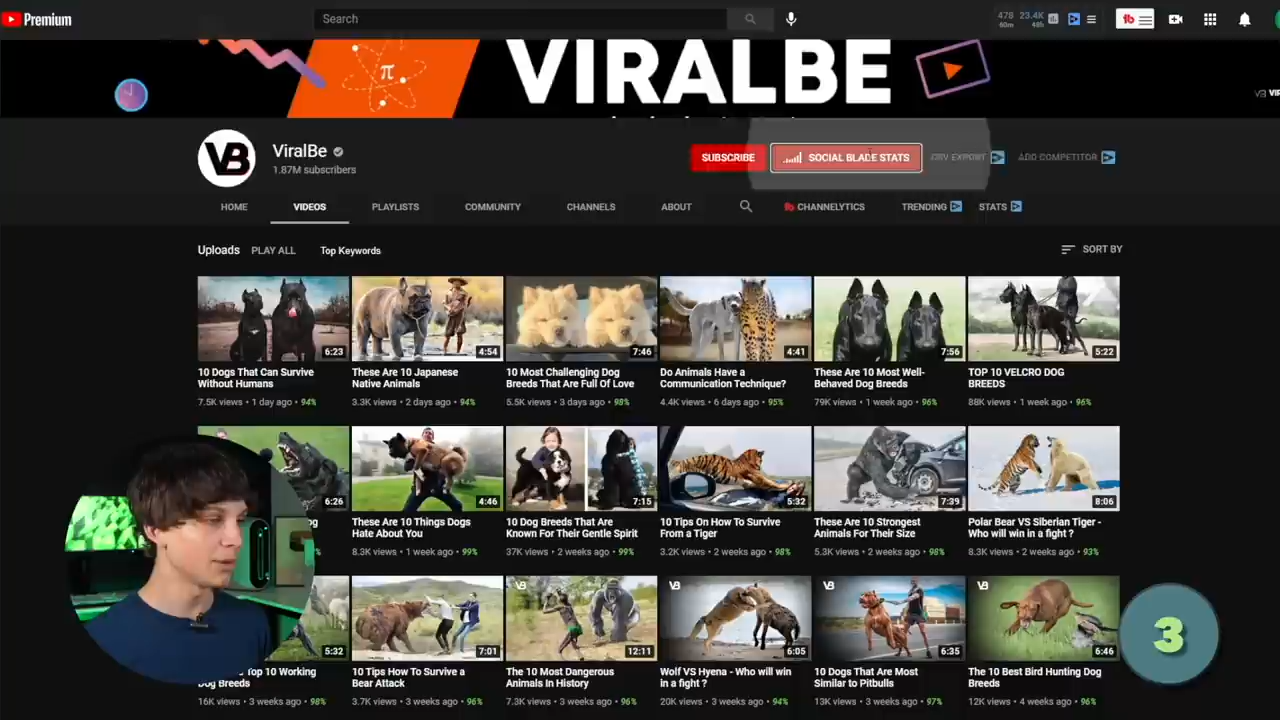 Premium
Search
478
60m
23.4K
48h
tb
VIRALBE
π
VB
VB
ViralBe
1.87M subscribers
SUBSCRIBE
SOCIAL BLADE STATS
CSV EXPORT
ADD COMPETITOR
HOME
VIDEOS
PLAYLISTS
COMMUNITY
CHANNELS
ABOUT
tb CHANNELYTICS
TRENDING
STATS
Uploads
PLAY ALL
Top Keywords
SORT BY
6:23
4:54
7:46
4:41
7:56
5:22
10 Dogs That Can Survive
Without Humans
7.5K views • 1 day ago • 94%
These Are 10 Japanese
Native Animals
3.3K views • 2 days ago • 94%
10 Most Challenging Dog
Breeds That Are Full Of Love
5.5K views • 3 days ago • 98%
Do Animals Have a
Communication Technique?
4.4K views • 6 days ago • 95%
These Are 10 Most Well-
Behaved Dog Breeds
79K views • 1 week ago • 96%
TOP 10 VELCRO DOG
BREEDS
88K views • 1 week ago • 96%
6:26
4:46
7:15
5:32
7:39
8:06
These Are 10 Things Dogs
Hate About You
8.3K views • 1 week ago • 99%
10 Dog Breeds That Are
Known For Their Gentle Spirit
37K views • 2 weeks ago • 99%
10 Tips On How To Survive
From a Tiger
3.2K views • 2 weeks ago • 98%
These Are 10 Strongest
Animals For Their Size
5.3K views • 2 weeks ago • 98%
Polar Bear VS Siberian Tiger -
Who will win in a fight ?
8.3K views • 2 weeks ago • 93%
5:32
7:01
VB
12:11
6:05
VB
6:35
VB
6:46
Top 10 Working
Dog Breeds
16K views • 3 weeks ago • 98%
10 Tips How To Survive a
Bear Attack
3.7K views • 3 weeks ago • 96%
The 10 Most Dangerous
Animals In History
7.3K views • 3 weeks ago • 96%
Wolf VS Hyena - Who will win
in a fight ?
20K views • 3 weeks ago • 94%
10 Dogs That Are Most
Similar to Pitbulls
13K views • 3 weeks ago • 97%
The 10 Best Bird Hunting Dog
Breeds
12K views • 4 weeks ago • 96%
3